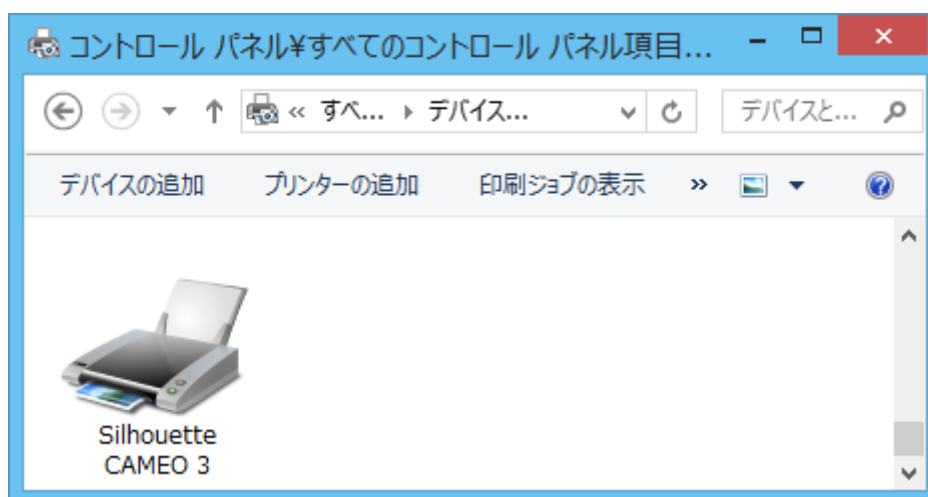 コントロール パネル¥すべてのコントロール パネル項目...
« すべ... デバイス... デバイスと...
デバイスの追加 プリンターの追加 印刷ジョブの表示 »
Silhouette
CAMEO 3